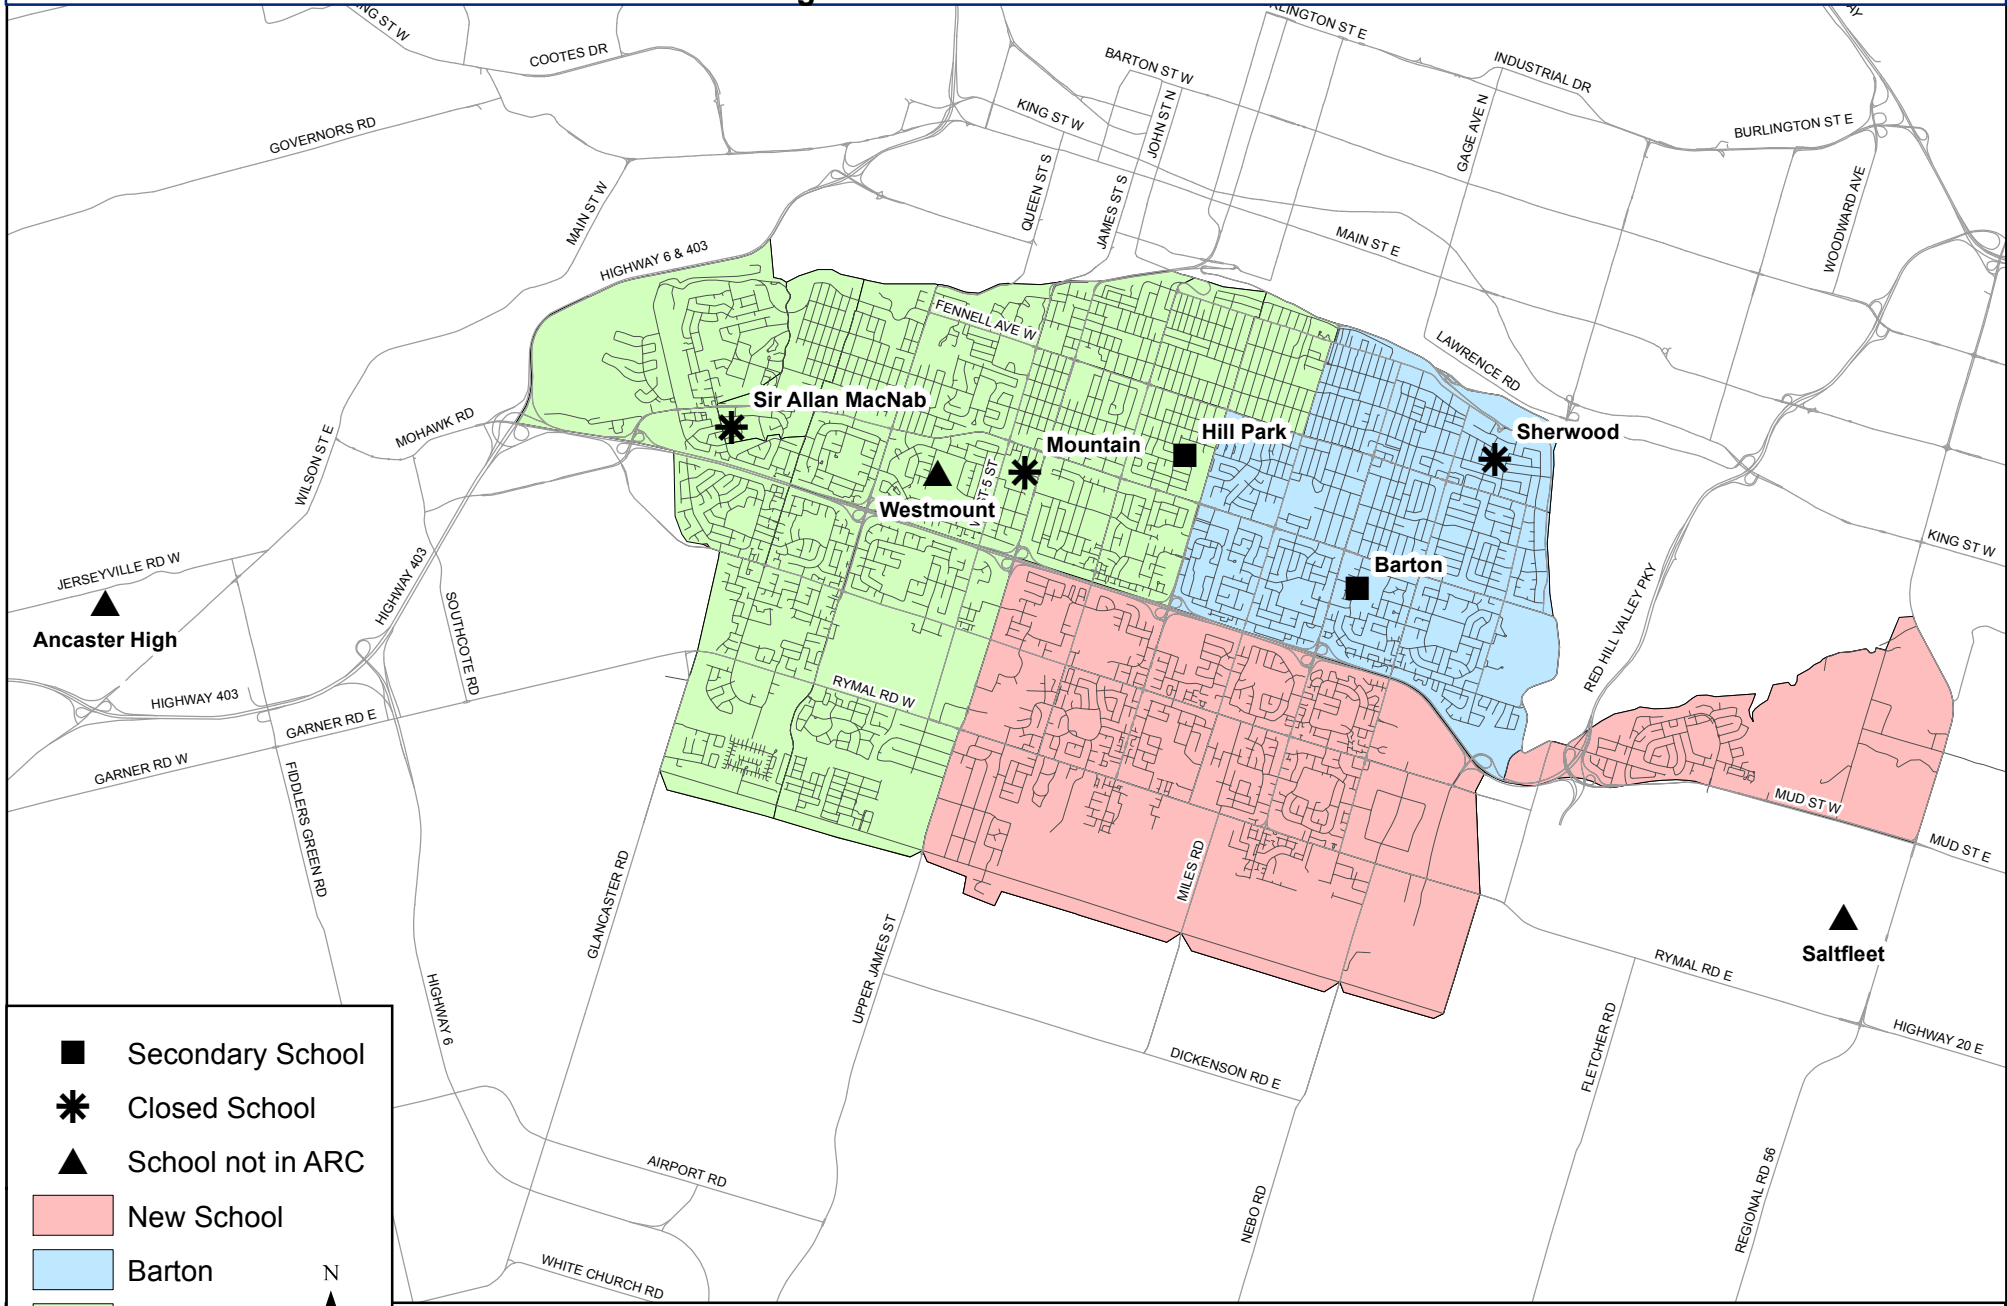 g
KING ST W
COOTES DR
GOVERNORS RD
MAIN ST W
HIGHWAY 6 & 403
BARTON ST W
KING ST W
JOHN ST N
QUEEN ST S
JAMES ST S
INDUSTRIAL DR
GAGE AVE N
BURLINGTON ST E
WOODWARD AVE
MAIN ST E
LAWRENCE RD
FENNELL AVE W
MOHAWK RD
WILSON ST E
Sir Allan MacNab
Mountain
Hill Park
Sherwood
Westmount
Barton
JERSEYVILLE RD W
Ancaster High
HIGHWAY 403
SOUTHCOTE RD
HIGHWAY 403
GARNER RD E
GARNER RD W
FIDLERS GREEN RD
RYMAL RD W
RED HILL VALLEY PKY
KING ST W
MUD ST W
MUD ST E
GLANCASTER RD
MILES RD
UPPER JAMES ST
Saltfleet
RYMAL RD E
HIGHWAY 20 E
HIGHWAY 6
DICKENSON RD E
FLETCHER RD
AIRPORT RD
NEBO RD
REGIONAL RD 56
WHITE CHURCH RD
Secondary School
Closed School
School not in ARC
New School
Barton
N